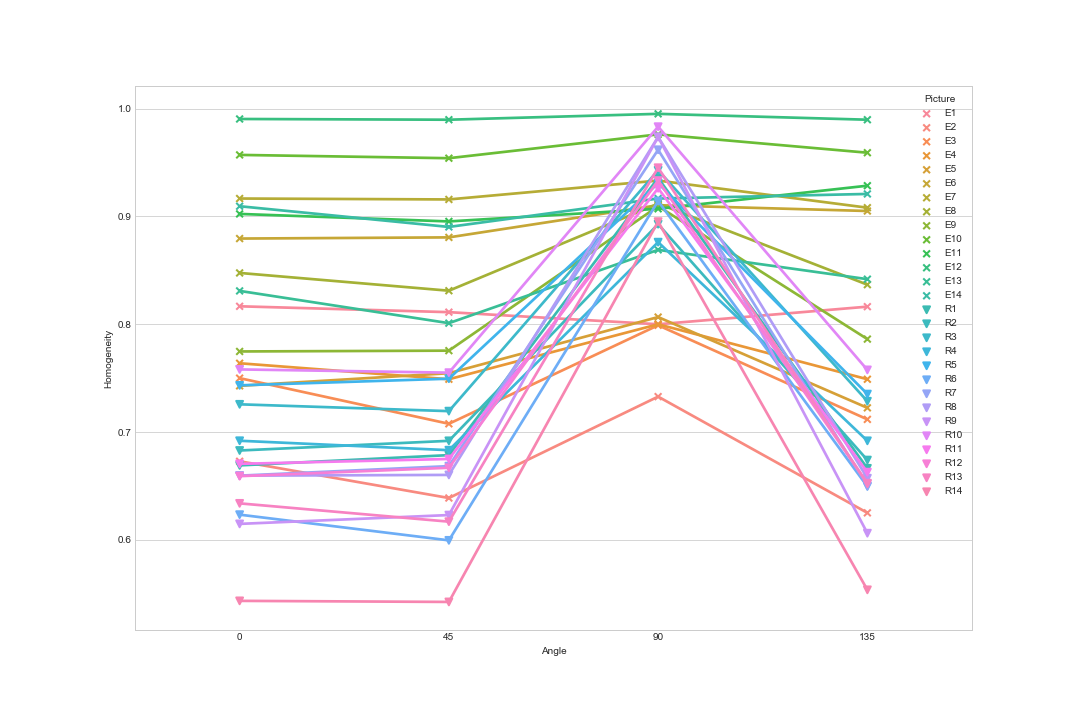 Homogeneity
1.0
0.9
0.8
0.7
0.6
0
45
90
135
Angle
Picture
E1
E2
E3
E4
E5
E6
E7
E8
E9
E10
E11
E12
E13
E14
R1
R2
R3
R4
R5
R6
R7
R8
R9
R10
R11
R12
R13
R14